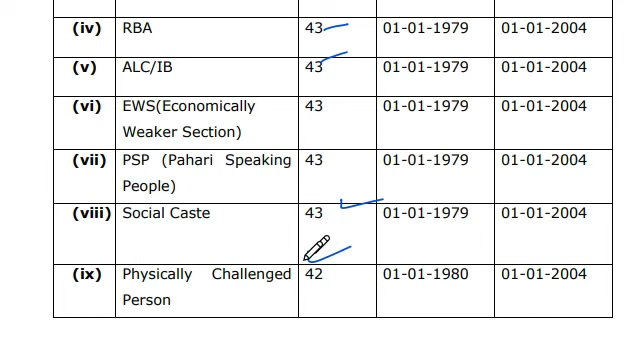 (iv) RBA 43 01-01-1979 01-01-2004
(v) ALC/IB 43 01-01-1979 01-01-2004
(vi) EWS(Economically 43 01-01-1979 01-01-2004
Weaker Section)
(vii) PSP (Pahari Speaking 43 01-01-1979 01-01-2004
People)
(viii) Social Caste 43 01-01-1979 01-01-2004
(ix) Physically Challenged 42 01-01-1980 01-01-2004
Person